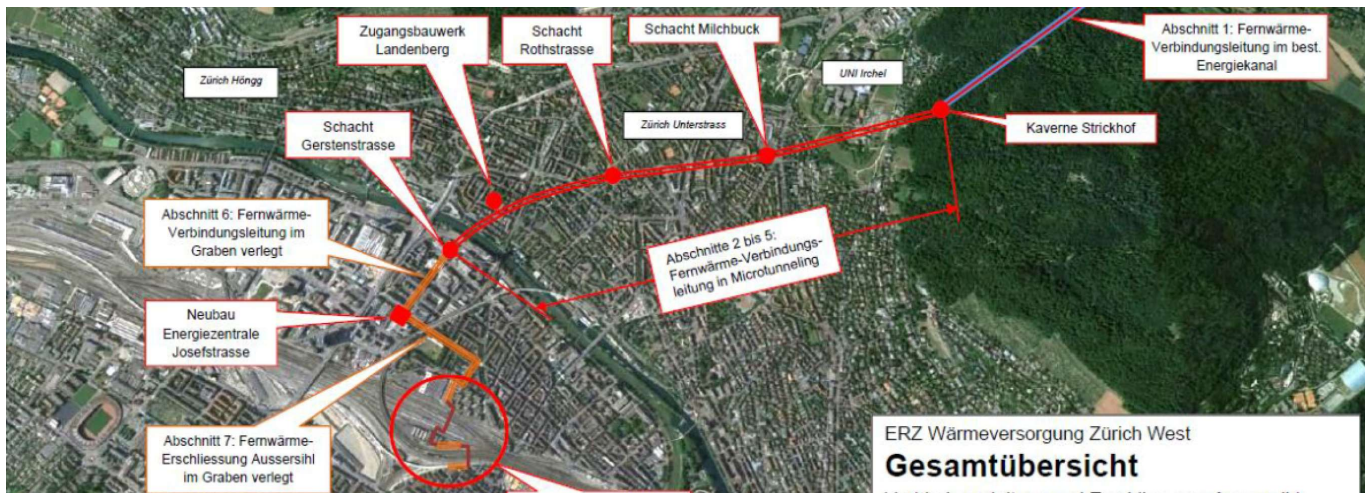 Zugangsbauwerk
Landenberg
Schacht
Rothstrasse
Schacht Milchbuck
Abschnitt 1: Fernwärme-
Verbindungsleitung im best.
Energiekanal
Zürich Höngg
UNI Irchel
Schacht
Gerstenstrasse
Zürich Unterstrass
Kaverne Strickhof
Abschnitt 6: Fernwärme-
Verbindungsleitung im
Graben verlegt
Abschnitte 2 bis 5:
Fernwärme-Verbindungs-
leitung in Microtunneling
Neubau
Energiezentrale
Josefstrasse
Abschnitt 7: Fernwärme-
Erschliessung Aussersihl
im Graben verlegt
ERZ Wärmeversorgung Zürich West
Gesamtübersicht